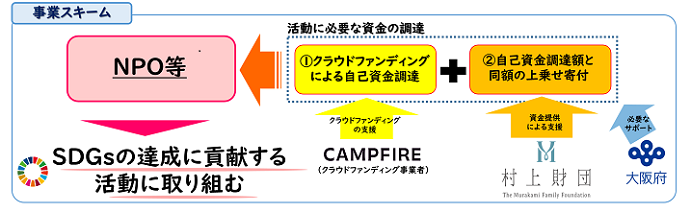 事業スキーム
活動に必要な資金の調達
NPO等
①クラウドファンディング
による自己資金調達
②自己資金調達額と
同額の上乗せ寄付
クラウドファンディング
の支援
資金提供
による支援
必要な
サポート
SDGsの達成に貢献する
活動に取り組む
CAMPFIRE
(クラウドファンディング事業者)
村上財団
The Murakami Family Foundation
大阪府